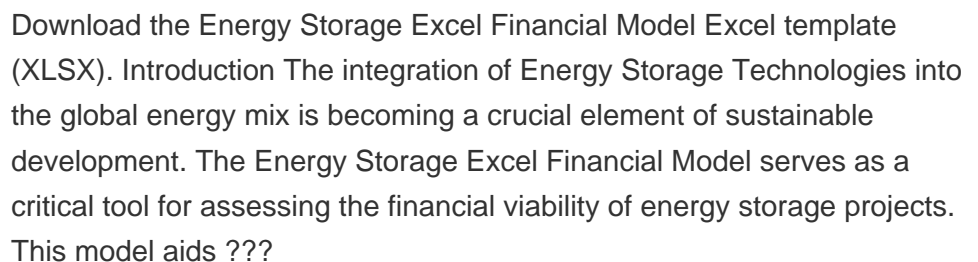 Download the Energy Storage Excel Financial Model Excel template
(XLSX). Introduction The integration of Energy Storage Technologies into
the global energy mix is becoming a crucial element of sustainable
development. The Energy Storage Excel Financial Model serves as a
critical tool for assessing the financial viability of energy storage projects.
This model aids ???